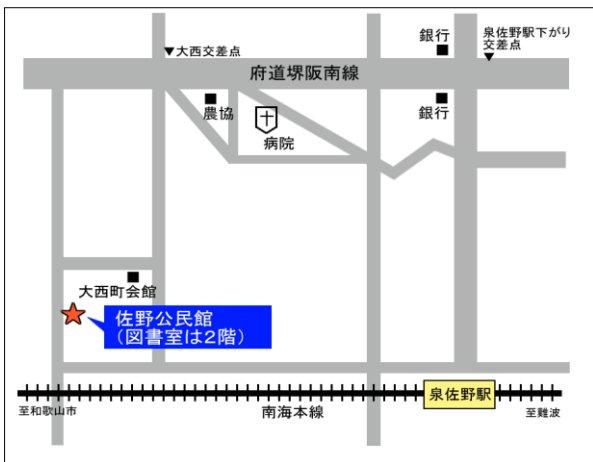 銀行
泉佐野駅下がり
交差点
▼大西交差点
府道堺阪南線
農協
銀行
病院
大西町会館
佐野公民館
(図書室は2階)
泉佐野駅
至和歌山市
南海本線
至難波